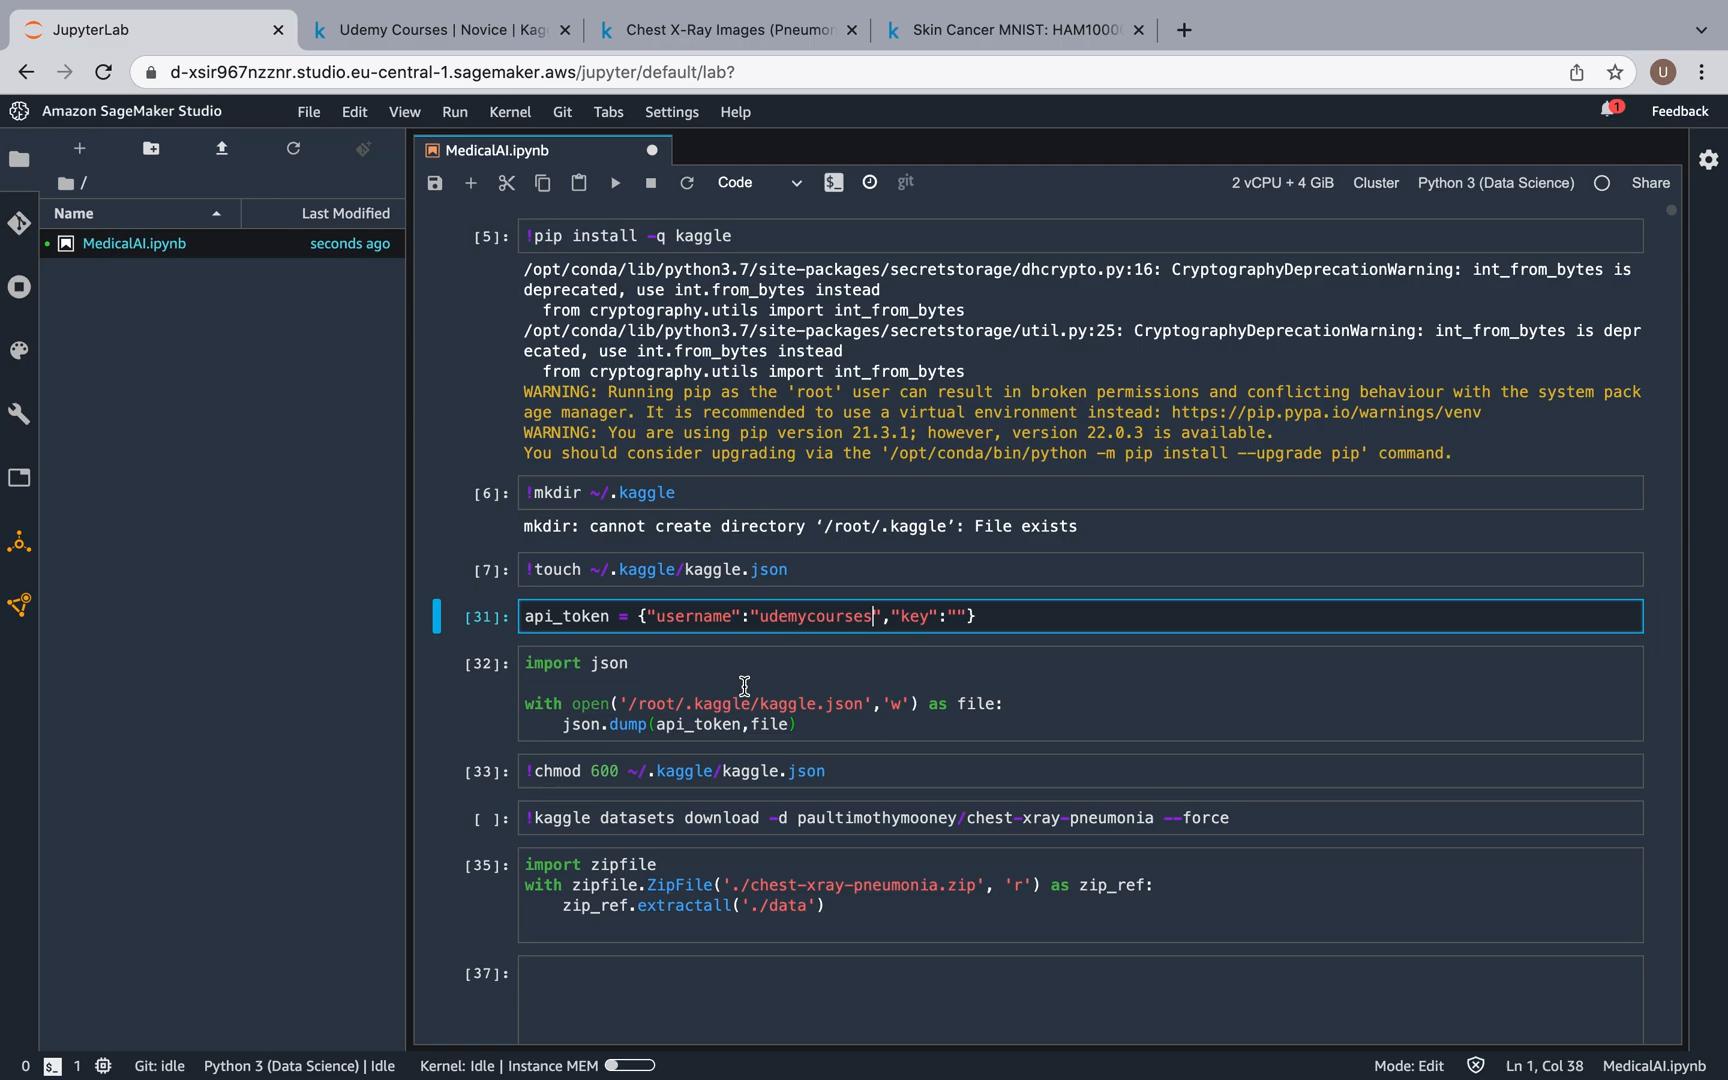 JupyterLab
Udemy Courses | Novice | Kag
Chest X-Ray Images (Pneumon
Skin Cancer MNIST: HAM1000
d-xsir967nzznr.studio.eu-central-1.sagemaker.aws/jupyter/default/lab?
U
Amazon SageMaker Studio
File Edit View Run Kernel Git Tabs Settings Help
1
Feedback
/
Name
Last Modified
MedicalAI.ipynb
seconds ago
MedicalAI.ipynb
Code
git
2 vCPU + 4 GiB
Cluster
Python 3 (Data Science)
Share
[5]: !pip install -q kaggle
/opt/conda/lib/python3.7/site-packages/secretstorage/dhcrypto.py:16: CryptographyDeprecationWarning: int_from_bytes is
deprecated, use int.from_bytes instead
from cryptography.utils import int_from_bytes
/opt/conda/lib/python3.7/site-packages/secretstorage/util.py:25: CryptographyDeprecationWarning: int_from_bytes is depr
ecated, use int.from_bytes instead
from cryptography.utils import int_from_bytes
WARNING: Running pip as the 'root' user can result in broken permissions and conflicting behaviour with the system pack
age manager. It is recommended to use a virtual environment instead: https://pip.pypa.io/warnings/venv
WARNING: You are using pip version 21.3.1; however, version 22.0.3 is available.
You should consider upgrading via the '/opt/conda/bin/python -m pip install --upgrade pip' command.
[6]: !mkdir ~/.kaggle
mkdir: cannot create directory ‘/root/.kaggle’: File exists
[7]: !touch ~/.kaggle/kaggle.json
[31]: api_token = {"username":"udemycourses","key":""}
[32]: import json
with open('/root/.kaggle/kaggle.json','w') as file:
json.dump(api_token,file)
[33]: !chmod 600 ~/.kaggle/kaggle.json
[ ]: !kaggle datasets download -d paultimothymooney/chest-xray-pneumonia --force
[35]: import zipfile
with zipfile.ZipFile('./chest-xray-pneumonia.zip', 'r') as zip_ref:
zip_ref.extractall('./data')
[37]:
0
1
Git: idle
Python 3 (Data Science) | Idle
Kernel: Idle | Instance MEM
Mode: Edit
Ln 1, Col 38
MedicalAI.ipynb